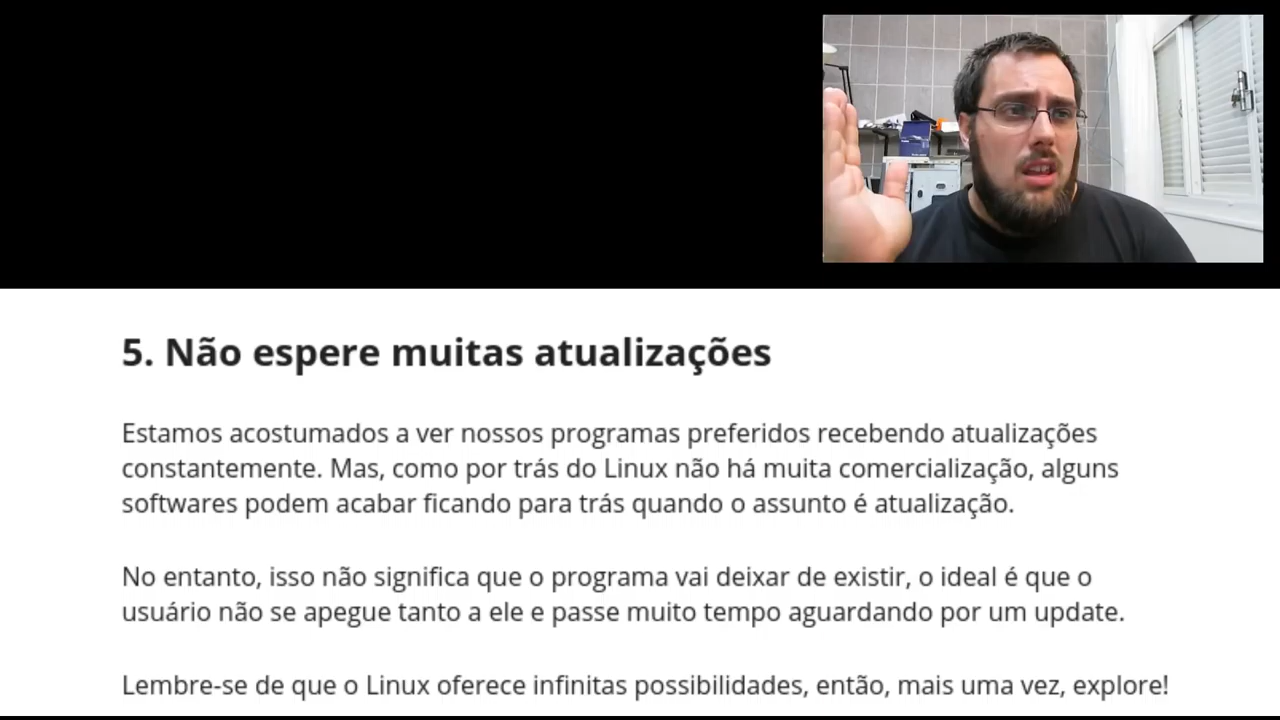 5. Não espere muitas atualizações
Estamos acostumados a ver nossos programas preferidos recebendo atualizações
constantemente. Mas, como por trás do Linux não há muita comercialização, alguns
softwares podem acabar ficando para trás quando o assunto é atualização.
No entanto, isso não significa que o programa vai deixar de existir, o ideal é que o
usuário não se apegue tanto a ele e passe muito tempo aguardando por um update.
Lembre-se de que o Linux oferece infinitas possibilidades, então, mais uma vez, explore!